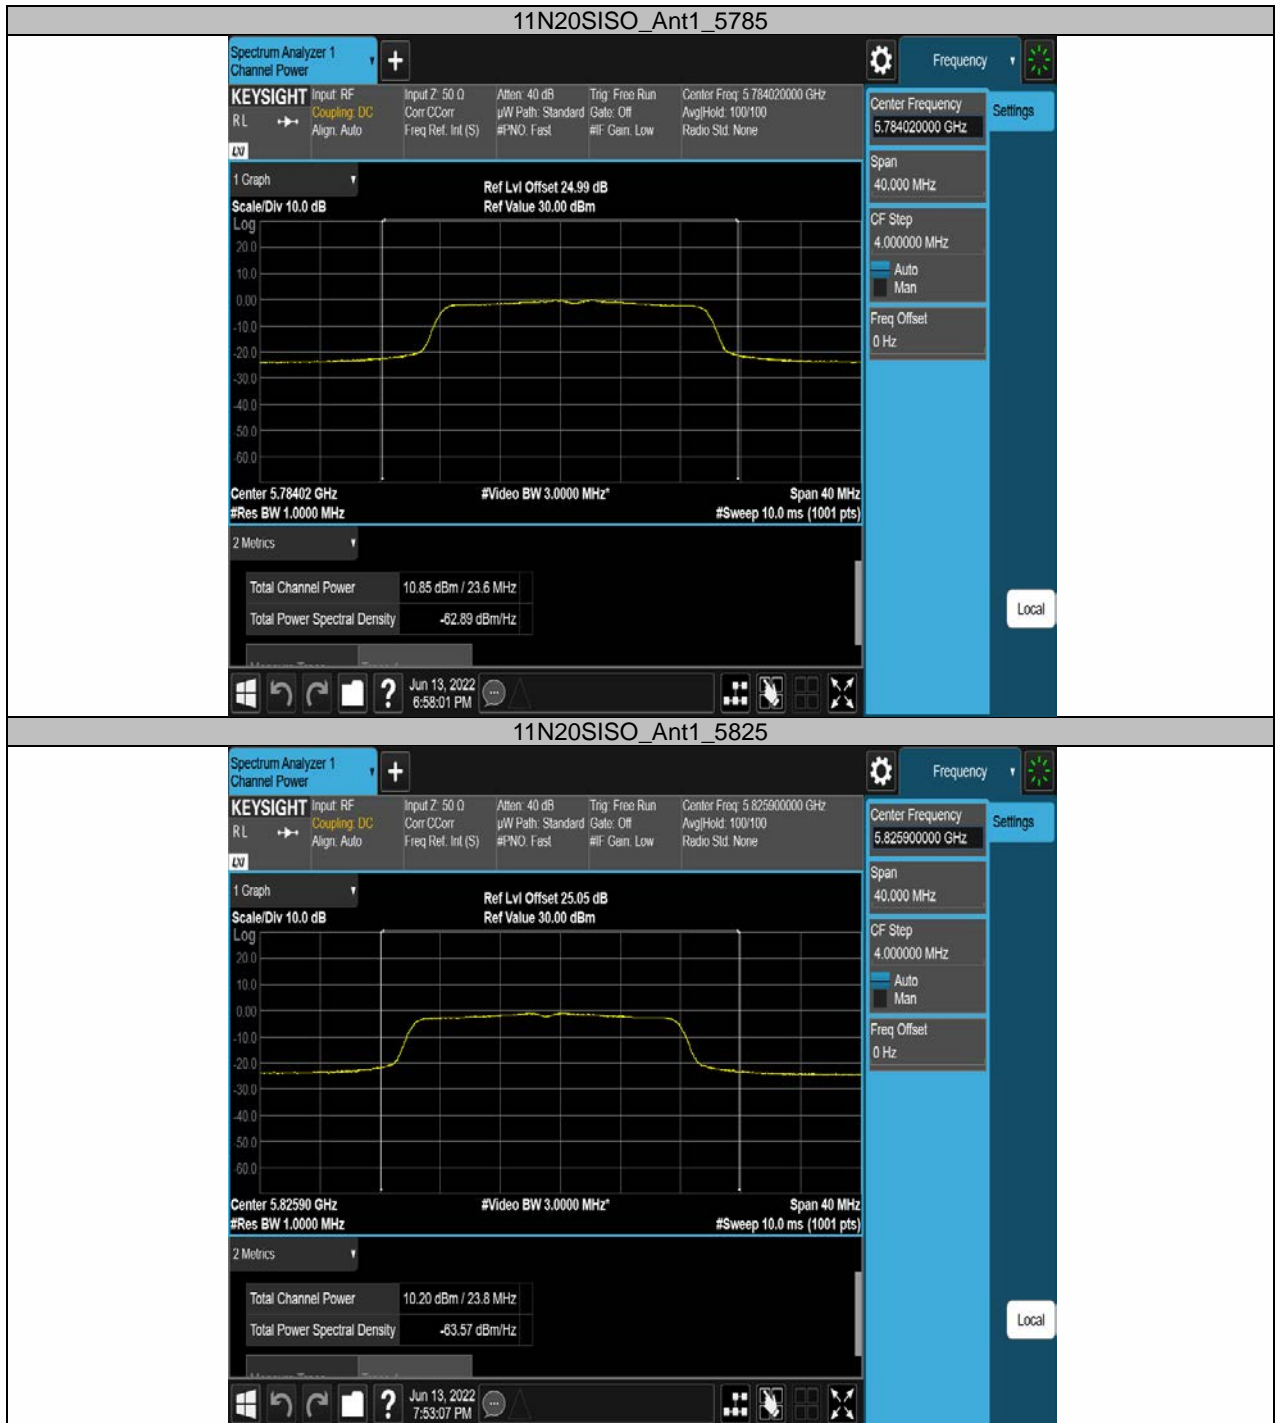 11N20SISO_Ant1_5785
Spectrum Analyzer 1
Channel Power
+
Frequency
KEYSIGHT
RL
LXI
Input: RF
Coupling: DC
Align: Auto
Input Z: 50 Ω
Corr CCorr
Freq Ref: Int (S)
Atten: 40 dB
µW Path: Standard
#PNO: Fast
Trig: Free Run
Gate: Off
#IF Gain: Low
Center Freq: 5.784020000 GHz
Avg|Hold: 100/100
Radio Std: None
Center Frequency
5.784020000 GHz
Settings
Span
40.000 MHz
CF Step
4.000000 MHz
Auto
Man
Freq Offset
0 Hz
1 Graph
Scale/Div 10.0 dB
Ref Lvl Offset 24.99 dB
Ref Value 30.00 dBm
Log
20.0
10.0
0.00
-10.0
-20.0
-30.0
-40.0
-50.0
-60.0
Center 5.78402 GHz
#Video BW 3.0000 MHz*
Span 40 MHz
#Res BW 1.0000 MHz
#Sweep 10.0 ms (1001 pts)
2 Metrics
Total Channel Power 10.85 dBm / 23.6 MHz
Total Power Spectral Density -62.89 dBm/Hz
Local
?
Jun 13, 2022
6:58:01 PM
11N20SISO_Ant1_5825
Spectrum Analyzer 1
Channel Power
+
Frequency
KEYSIGHT
RL
LXI
Input: RF
Coupling: DC
Align: Auto
Input Z: 50 Ω
Corr CCorr
Freq Ref: Int (S)
Atten: 40 dB
µW Path: Standard
#PNO: Fast
Trig: Free Run
Gate: Off
#IF Gain: Low
Center Freq: 5.825900000 GHz
Avg|Hold: 100/100
Radio Std: None
Center Frequency
5.825900000 GHz
Settings
Span
40.000 MHz
CF Step
4.000000 MHz
Auto
Man
Freq Offset
0 Hz
1 Graph
Scale/Div 10.0 dB
Ref Lvl Offset 25.05 dB
Ref Value 30.00 dBm
Log
20.0
10.0
0.00
-10.0
-20.0
-30.0
-40.0
-50.0
-60.0
Center 5.82590 GHz
#Video BW 3.0000 MHz*
Span 40 MHz
#Res BW 1.0000 MHz
#Sweep 10.0 ms (1001 pts)
2 Metrics
Total Channel Power 10.20 dBm / 23.8 MHz
Total Power Spectral Density -63.57 dBm/Hz
Local
?
Jun 13, 2022
7:53:07 PM